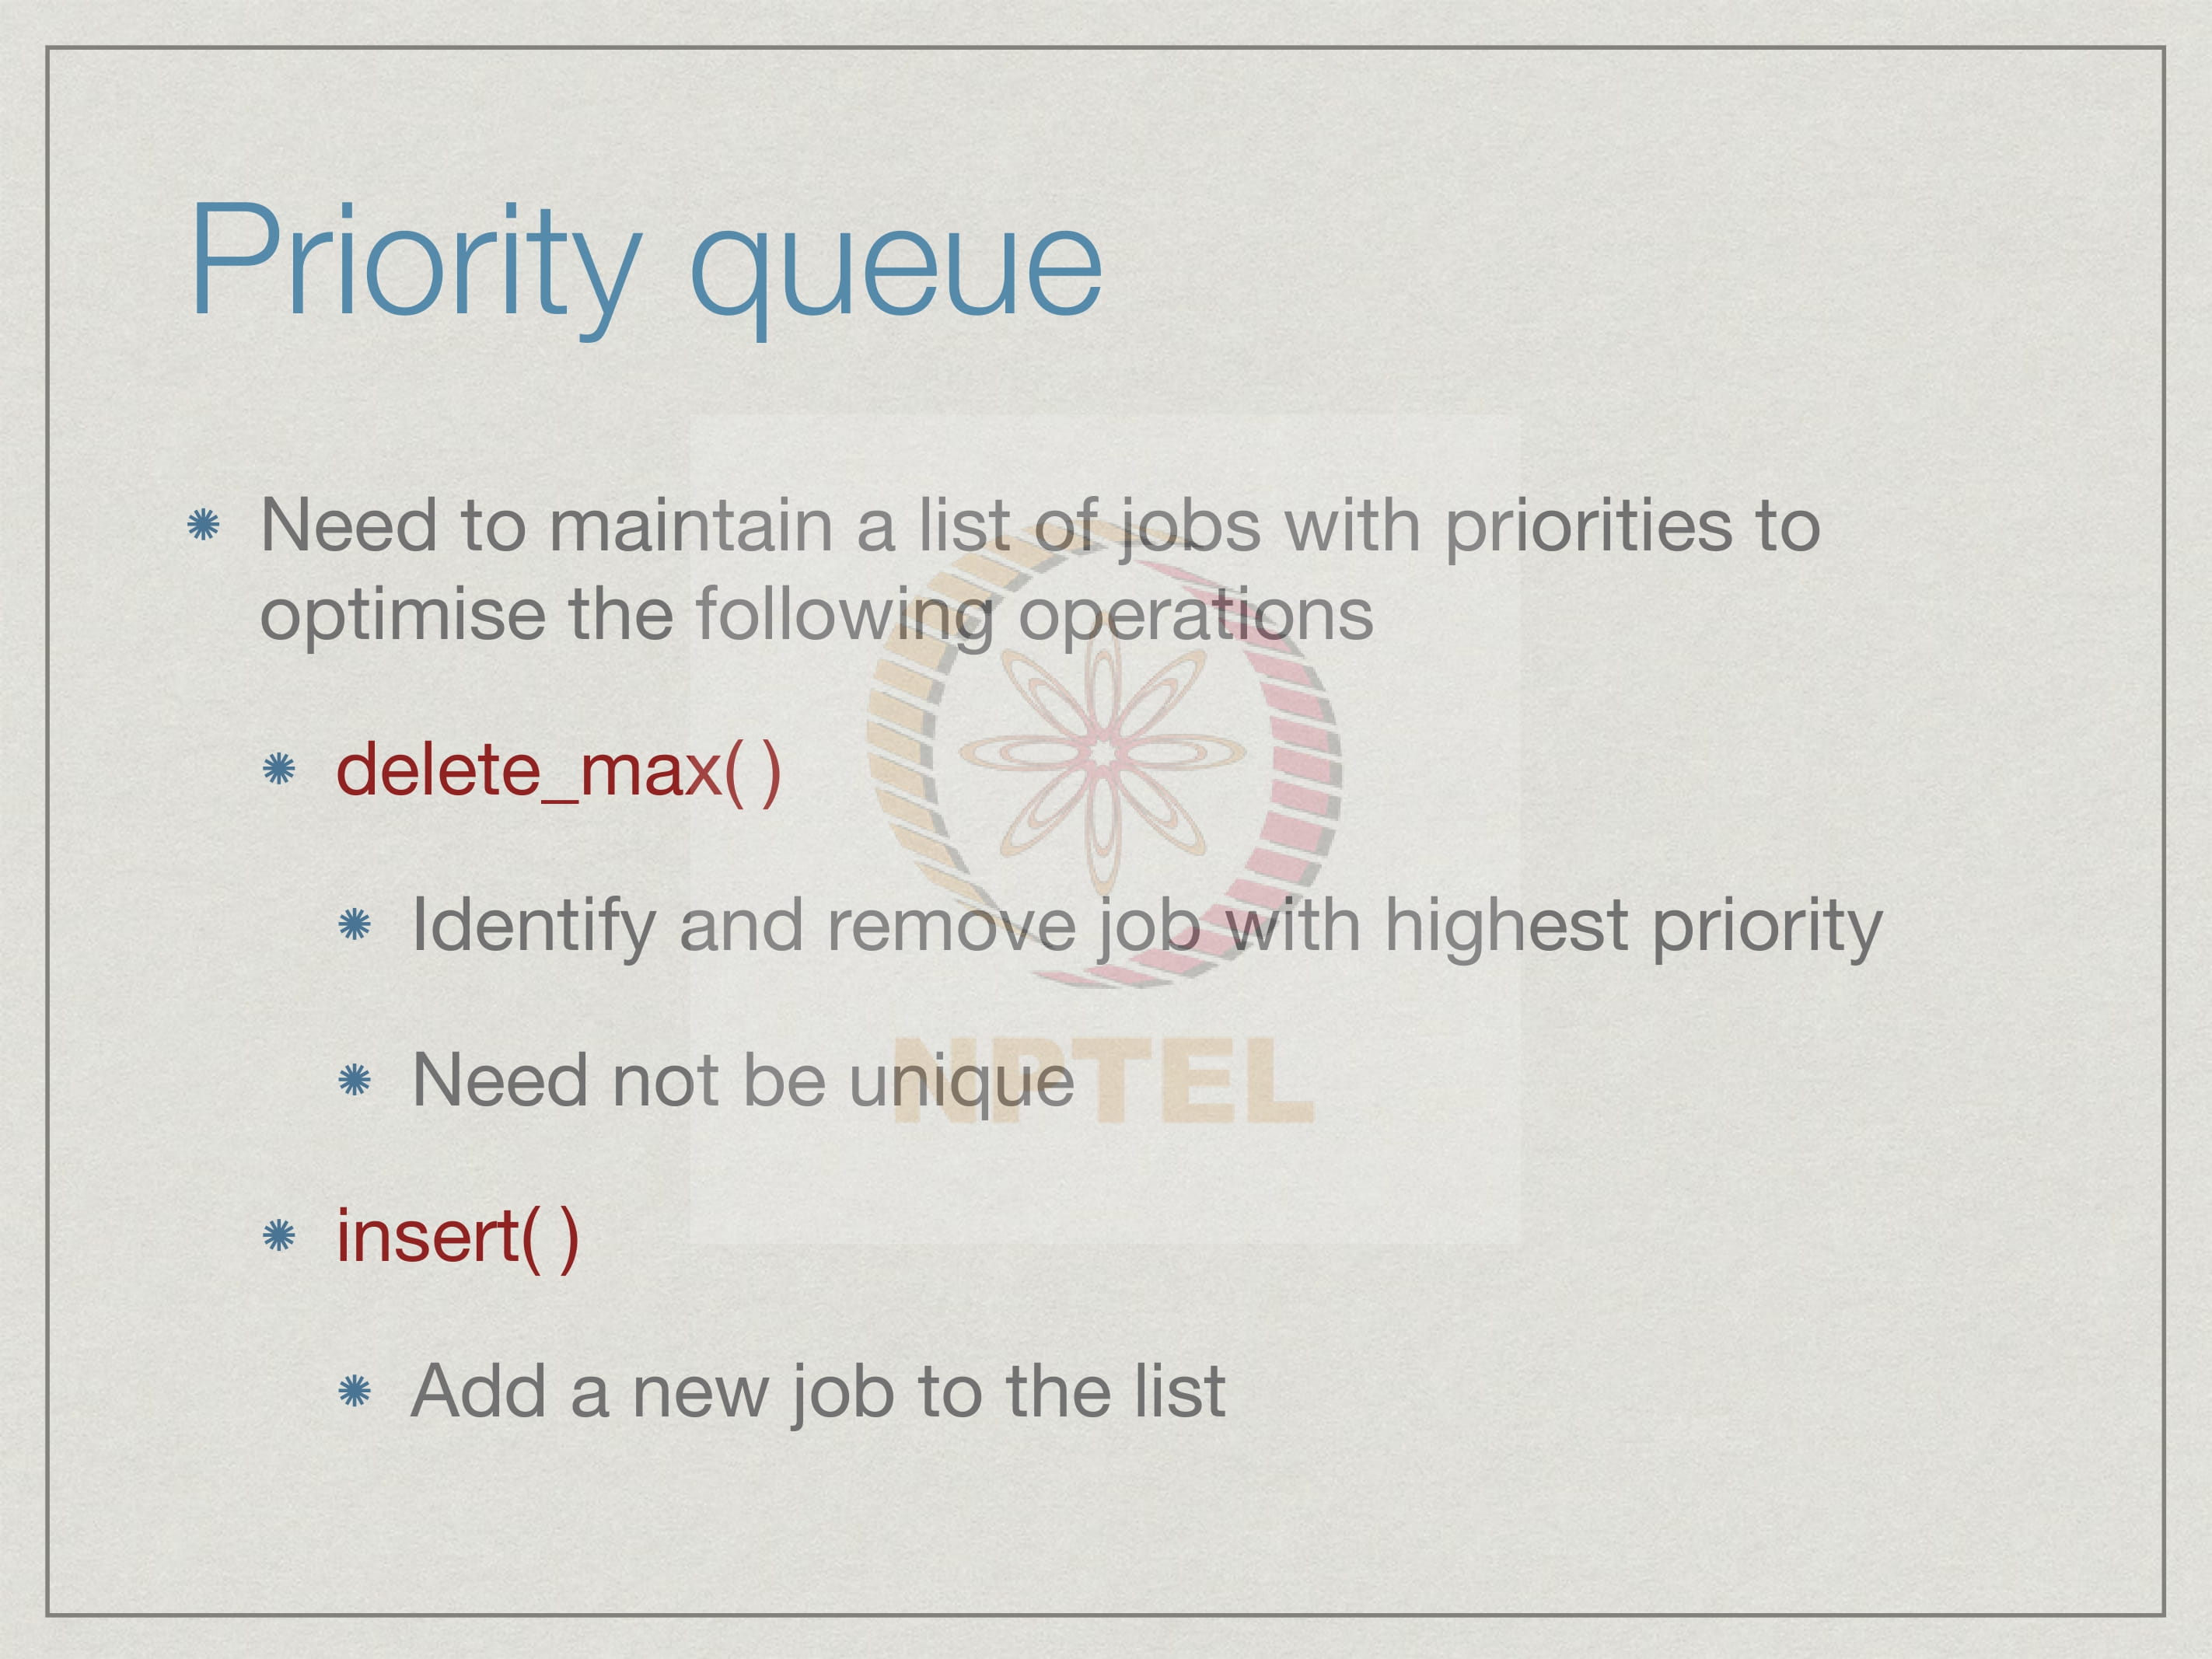 Priority queue
Need to maintain a list of jobs with priorities to
optimise the following operations
delete_max( )
Identify and remove job with highest priority
Need not be unique
NPTEL
insert( )
Add a new job to the list